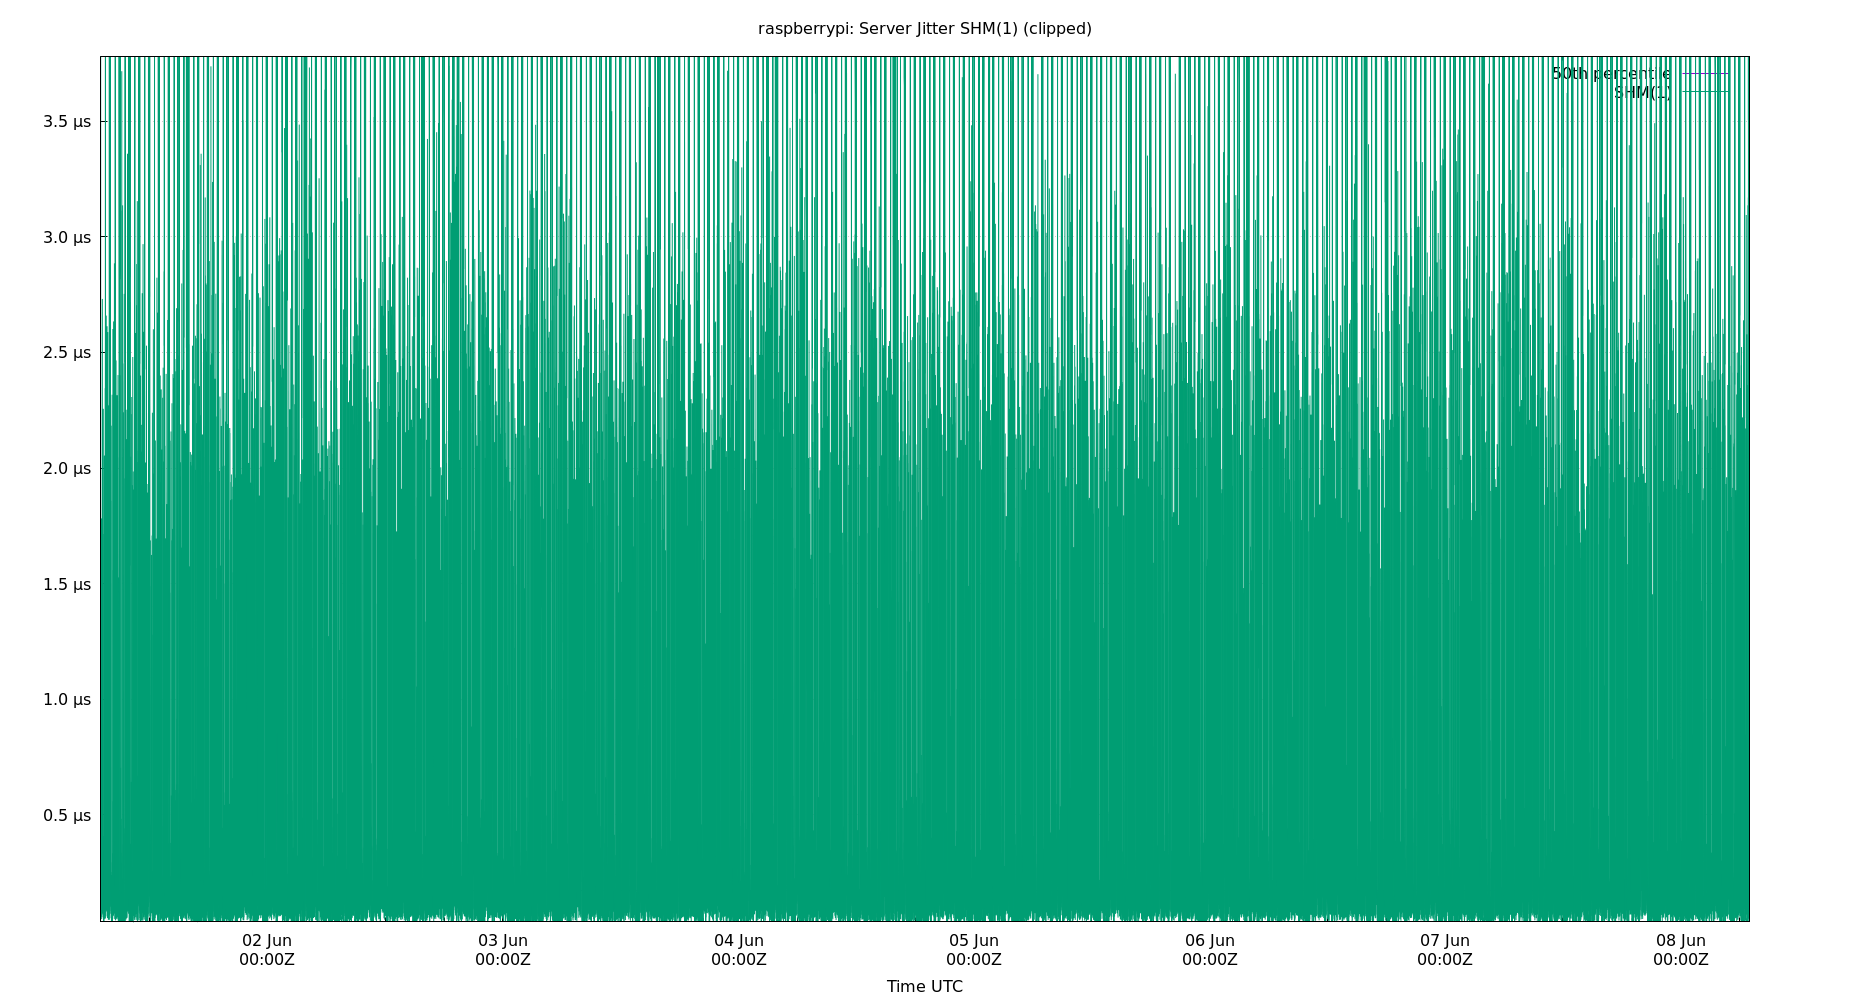 raspberrypi: Server Jitter SHM(1) (clipped)
50th percentile
SHM(1)
3.5 µs
3.0 µs
2.5 µs
2.0 µs
1.5 µs
1.0 µs
0.5 µs
02 Jun 03 Jun 04 Jun 05 Jun 06 Jun 07 Jun 08 Jun
00:00Z 00:00Z 00:00Z 00:00Z 00:00Z 00:00Z 00:00Z
Time UTC